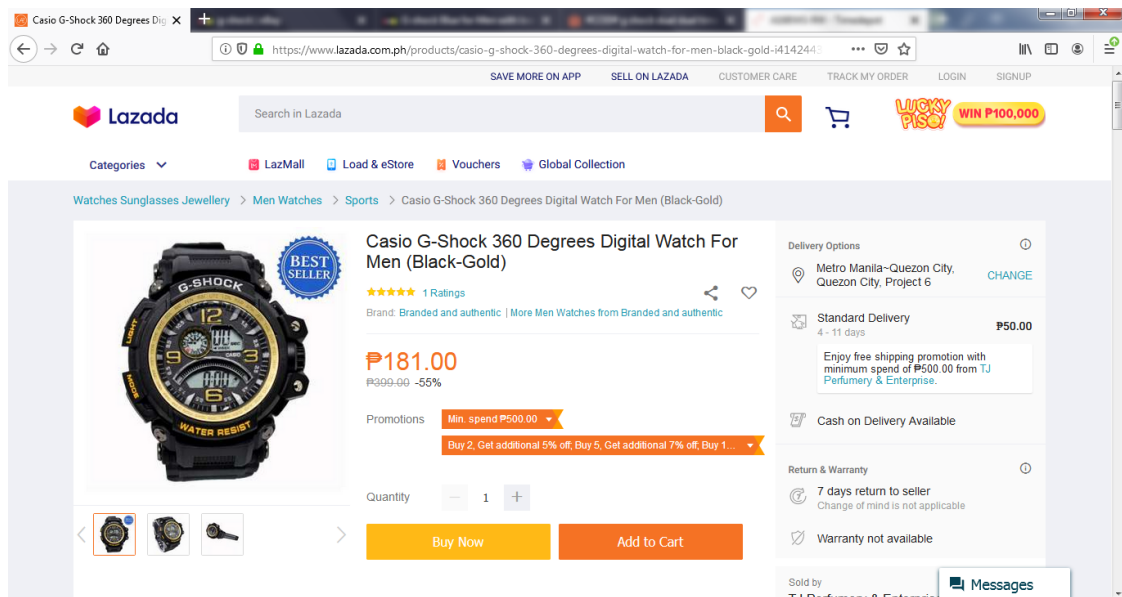 Casio G-Shock 360 Degrees Dig
https://www.lazada.com.ph/products/casio-g-shock-360-degrees-digital-watch-for-men-black-gold-i414244
SAVE MORE ON APP SELL ON LAZADA CUSTOMER CARE TRACK MY ORDER LOGIN SIGNUP
Lazada
Search in Lazada
LUCKY PISO!
WIN ₱100,000
Categories LazMall Load & eStore Vouchers Global Collection
Watches Sunglasses Jewellery > Men Watches > Sports > Casio G-Shock 360 Degrees Digital Watch For Men (Black-Gold)
BEST
SELLER
G-SHOCK
LIGHT
12
9
3
CASIO
6
MODE
WATER RESIST
Casio G-Shock 360 Degrees Digital Watch For
Men (Black-Gold)
1 Ratings
Brand: Branded and authentic | More Men Watches from Branded and authentic
₱181.00
₱399.00 -55%
Promotions
Min. spend ₱500.00
Buy 2, Get additional 5% off; Buy 5, Get additional 7% off; Buy 1...
Quantity
1
Buy Now
Add to Cart
Delivery Options
Metro Manila~Quezon City,
Quezon City, Project 6
CHANGE
Standard Delivery
4 - 11 days
₱50.00
Enjoy free shipping promotion with
minimum spend of ₱500.00 from TJ
Perfumery & Enterprise.
Cash on Delivery Available
Return & Warranty
7 days return to seller
Change of mind is not applicable
Warranty not available
Sold by
TJ Perfumery & Enterprise
Messages